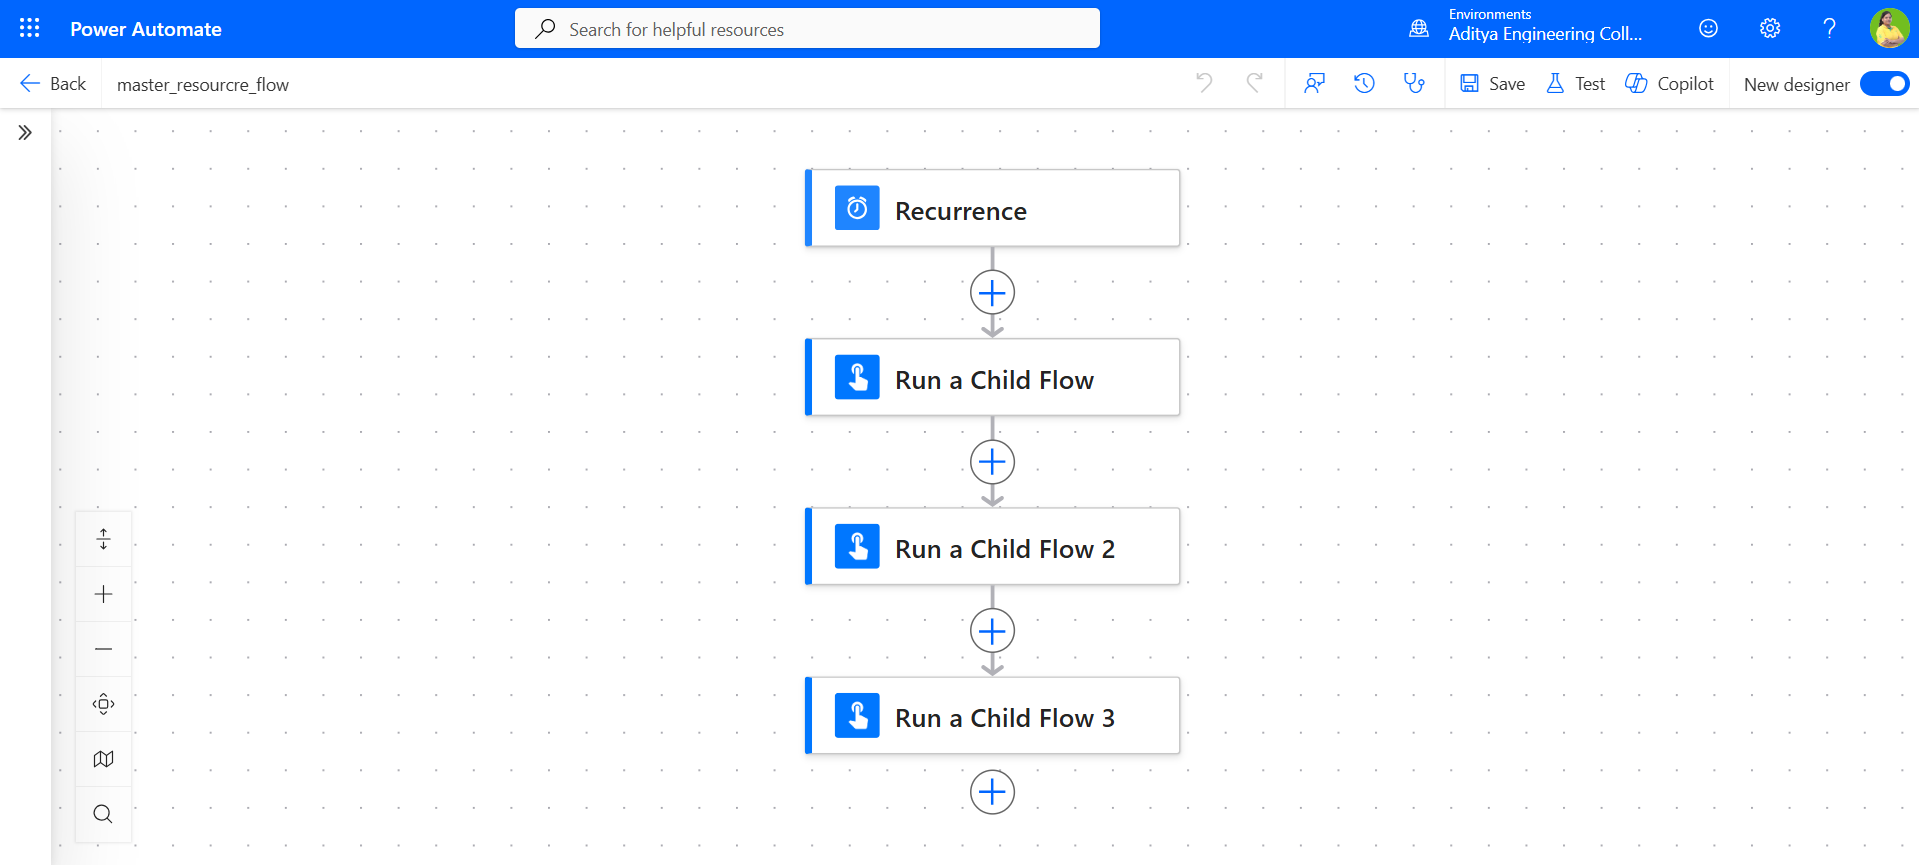 Power Automate
Search for helpful resources
Environments
Aditya Engineering Coll...
Back
master_resourcre_flow
Save
Test
Copilot
New designer
Recurrence
Run a Child Flow
Run a Child Flow 2
Run a Child Flow 3